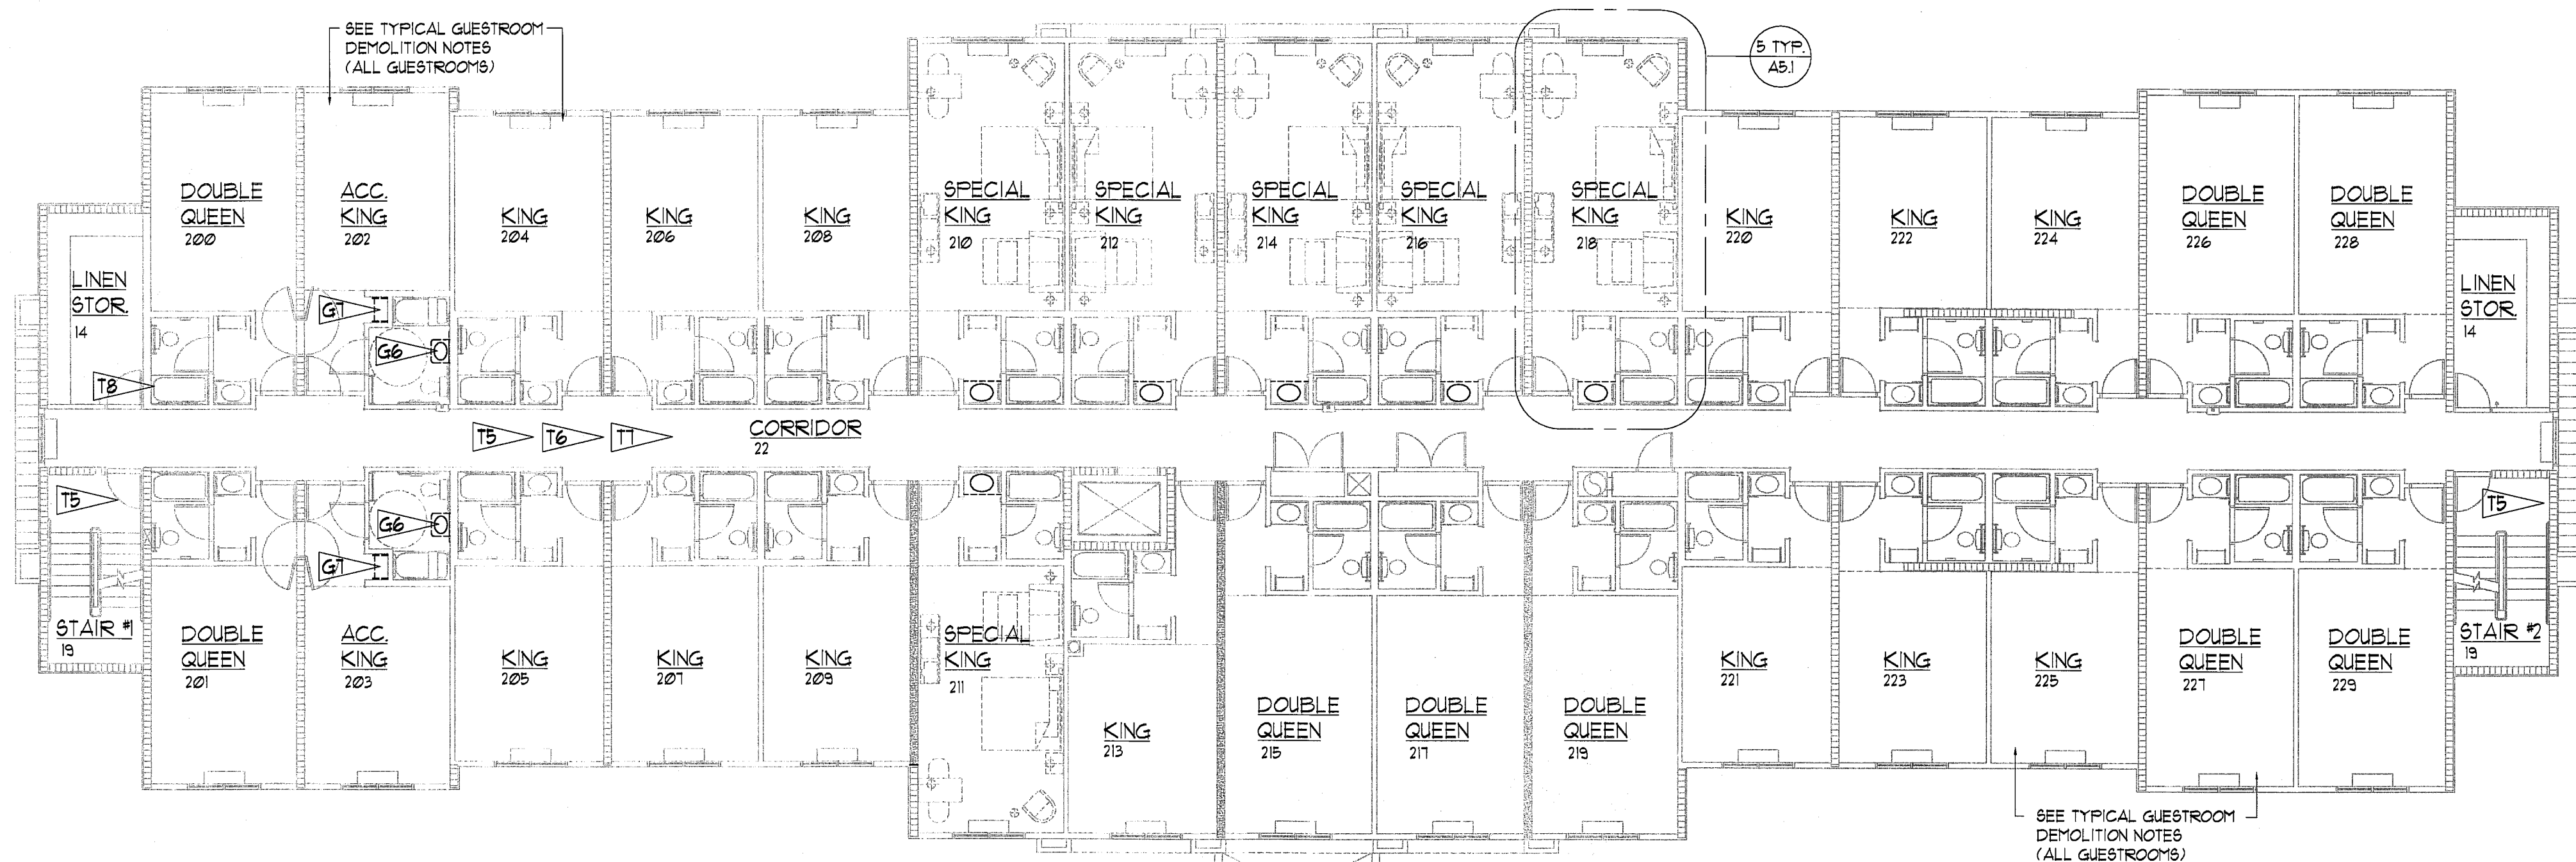 SEE TYPICAL GUESTROOM
DEMOLITION NOTES
(ALL GUESTROOMS)
5 TYP.
A5.1
DOUBLE
QUEEN
200
ACC.
KING
202
KING
204
KING
206
KING
208
SPECIAL
KING
210
SPECIAL
KING
212
SPECIAL
KING
214
SPECIAL
KING
216
SPECIAL
KING
218
KING
220
KING
222
KING
224
DOUBLE
QUEEN
226
DOUBLE
QUEEN
228
LINEN
STOR.
14
LINEN
STOR.
14
G7
G6
T8
T5
T6
T7
CORRIDOR
22
T5
G6
G7
T5
STAIR #1
19
DOUBLE
QUEEN
201
ACC.
KING
203
KING
205
KING
207
KING
209
SPECIAL
KING
211
KING
213
DOUBLE
QUEEN
215
DOUBLE
QUEEN
217
DOUBLE
QUEEN
219
KING
221
KING
223
KING
225
DOUBLE
QUEEN
227
DOUBLE
QUEEN
229
STAIR #2
19
SEE TYPICAL GUESTROOM
DEMOLITION NOTES
(ALL GUESTROOMS)